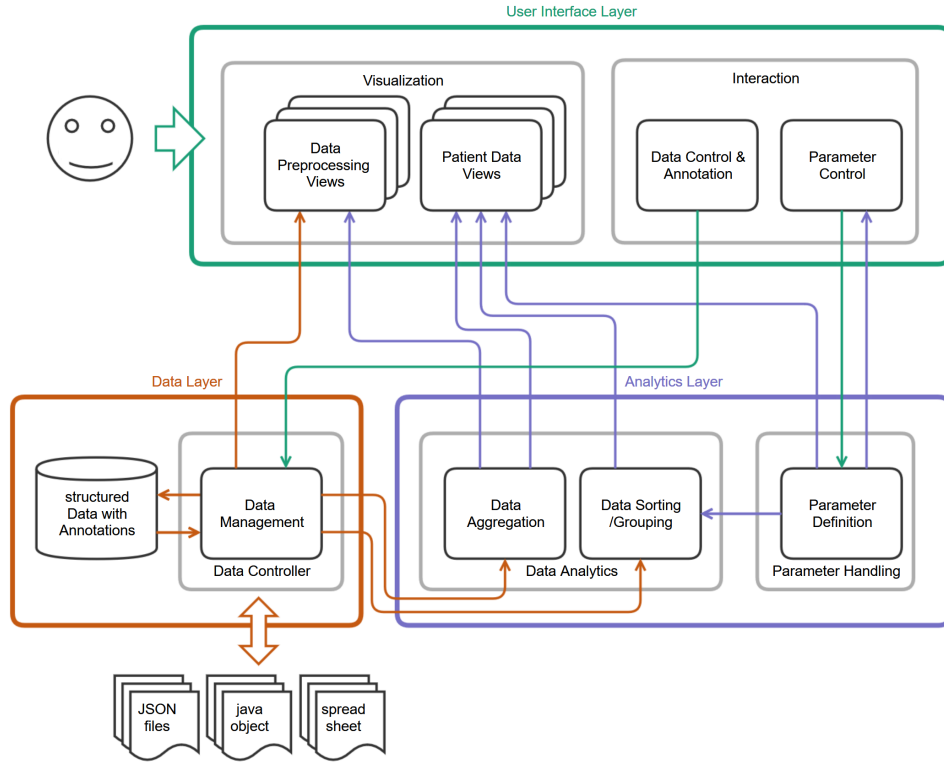 User Interface Layer
Visualization
Interaction
Data
Preprocessing
Views
Patient Data
Views
Data Control &
Annotation
Parameter
Control
Data Layer
Analytics Layer
structured
Data with
Annotations
Data
Management
Data Controller
Data
Aggregation
Data Sorting
/Grouping
Data Analytics
Parameter
Definition
Parameter Handling
JSON
files
java
object
spread
sheet